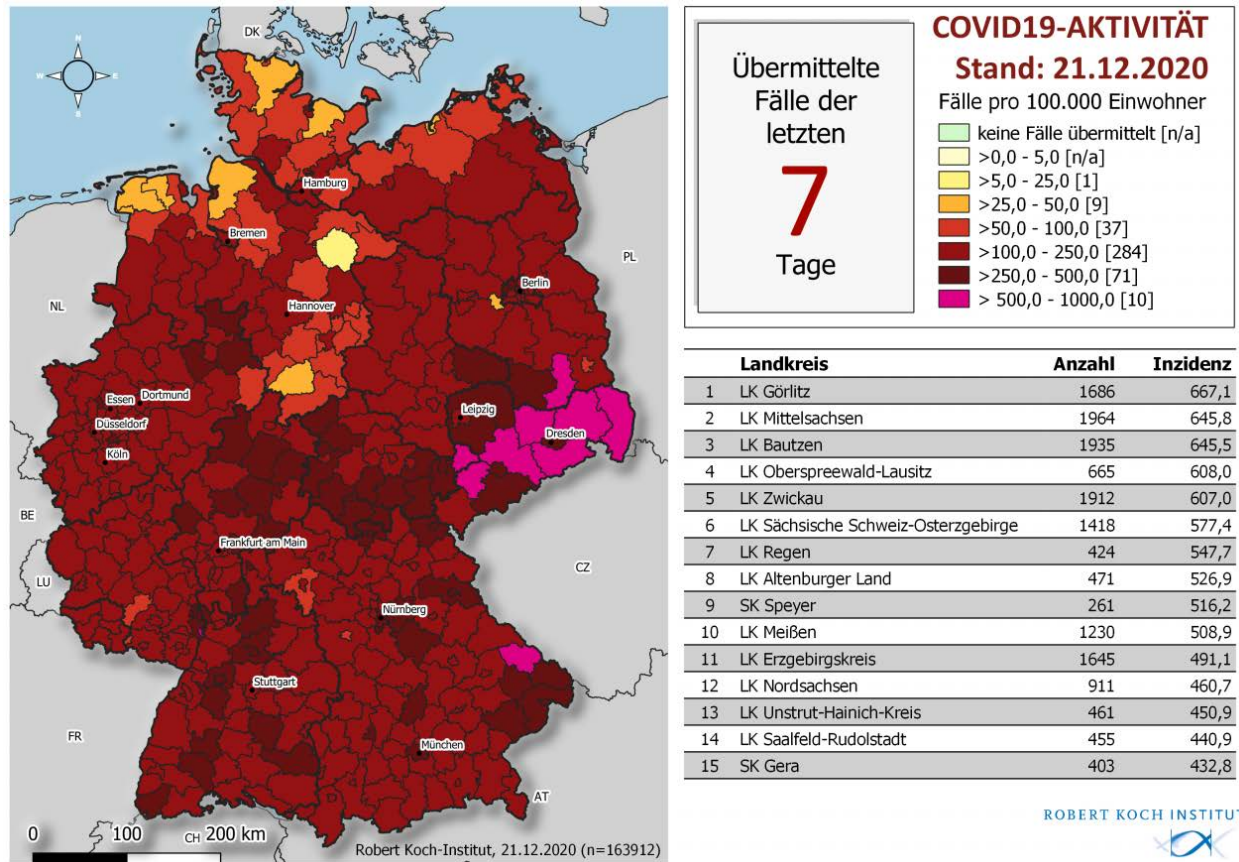 DK
N
W
E
S
Hamburg
Bremen
PL
Berlin
NL
Hannover
Essen
Dortmund
Düsseldorf
Leipzig
Dresden
Köln
BE
Frankfurt am Main
CZ
LU
Nürnberg
Stuttgart
FR
München
AT
CH
0 100 200 km
Robert Koch-Institut, 21.12.2020 (n=163912)
Übermittelte
Fälle der
letzten
7
Tage
COVID19-AKTIVITÄT
Stand: 21.12.2020
Fälle pro 100.000 Einwohner
keine Fälle übermittelt [n/a]
>0,0 - 5,0 [n/a]
>5,0 - 25,0 [1]
>25,0 - 50,0 [9]
>50,0 - 100,0 [37]
>100,0 - 250,0 [284]
>250,0 - 500,0 [71]
> 500,0 - 1000,0 [10]
Landkreis Anzahl Inzidenz
1 LK Görlitz 1686 667,1
2 LK Mittelsachsen 1964 645,8
3 LK Bautzen 1935 645,5
4 LK Oberspreewald-Lausitz 665 608,0
5 LK Zwickau 1912 607,0
6 LK Sächsische Schweiz-Osterzgebirge 1418 577,4
7 LK Regen 424 547,7
8 LK Altenburger Land 471 526,9
9 SK Speyer 261 516,2
10 LK Meißen 1230 508,9
11 LK Erzgebirgskreis 1645 491,1
12 LK Nordsachsen 911 460,7
13 LK Unstrut-Hainich-Kreis 461 450,9
14 LK Saalfeld-Rudolstadt 455 440,9
15 SK Gera 403 432,8
ROBERT KOCH INSTITUT